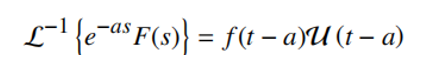 ℒ⁻¹ {e⁻ᵃˢ F(s)} = f(t − a)𝒰(t − a)